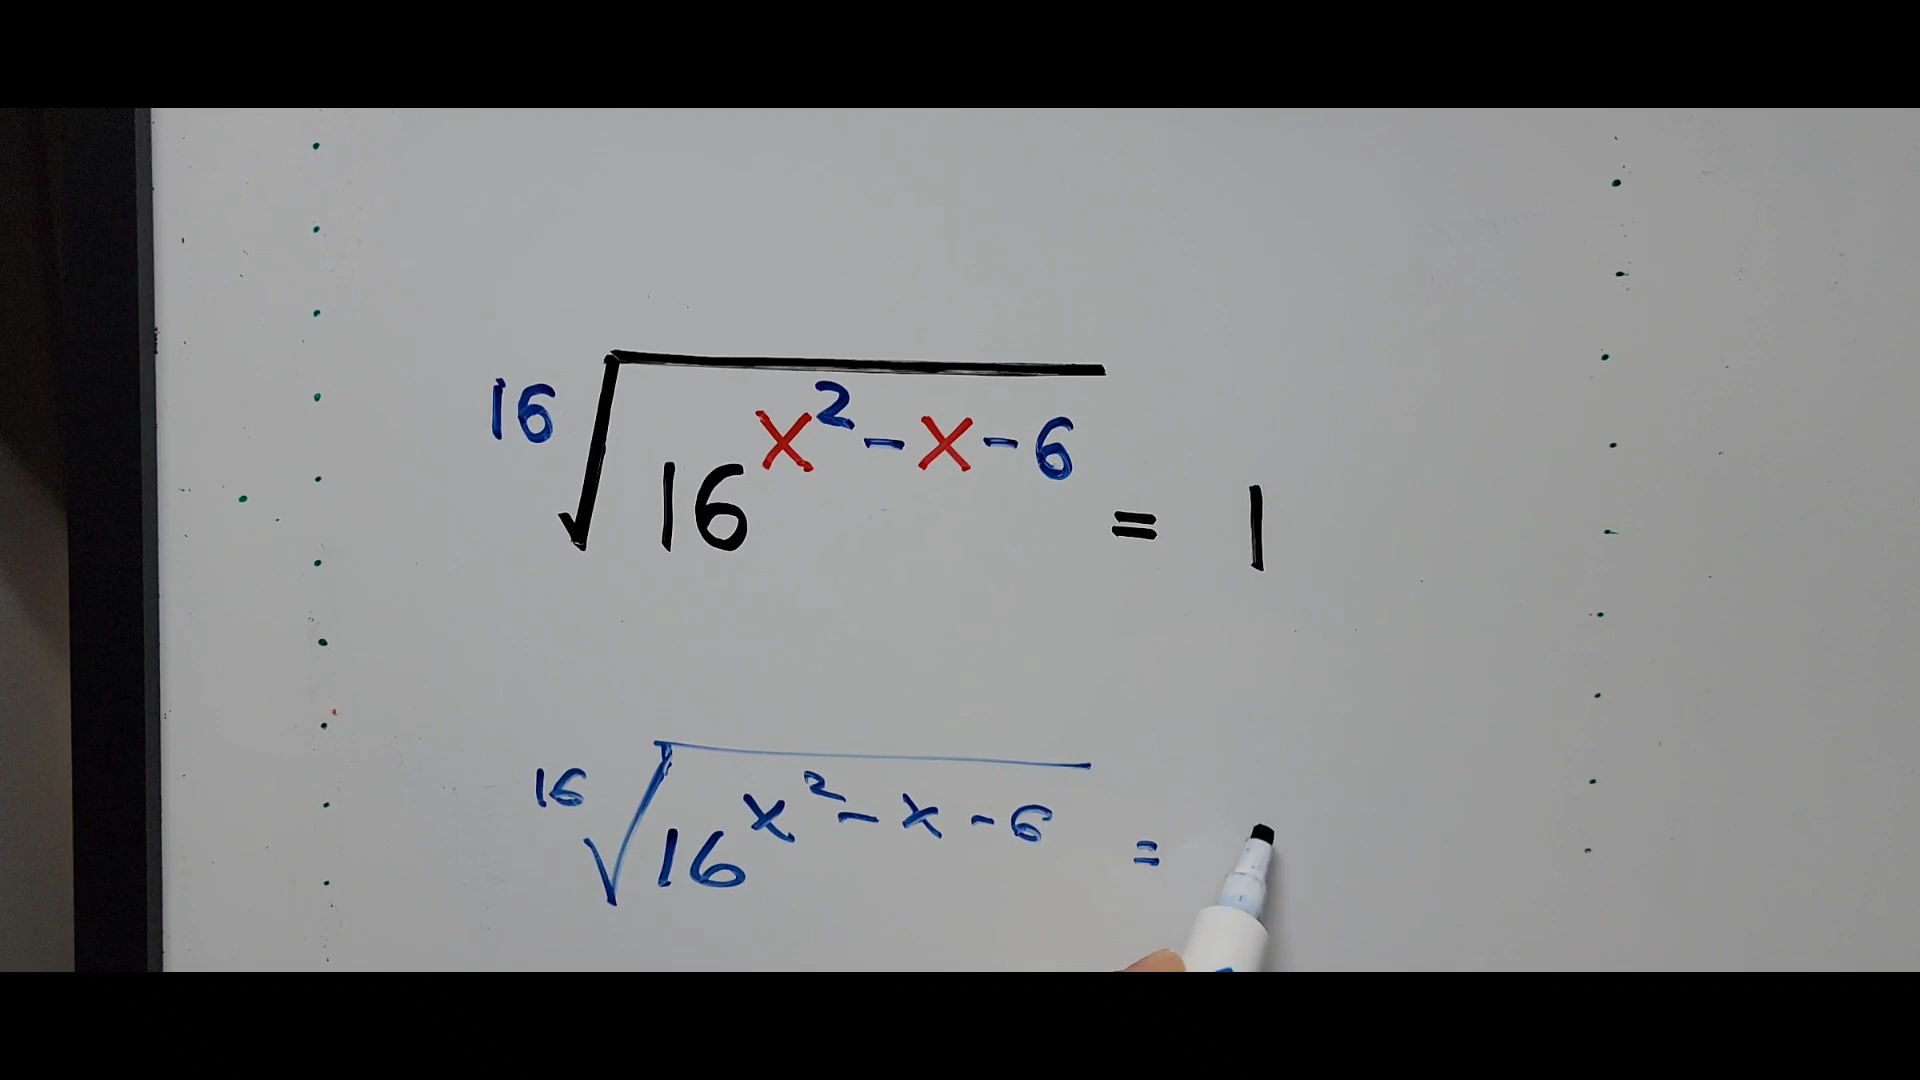 ¹⁶√16^(x²-x-6) = 1
¹⁶√16^(x²-x-6) =